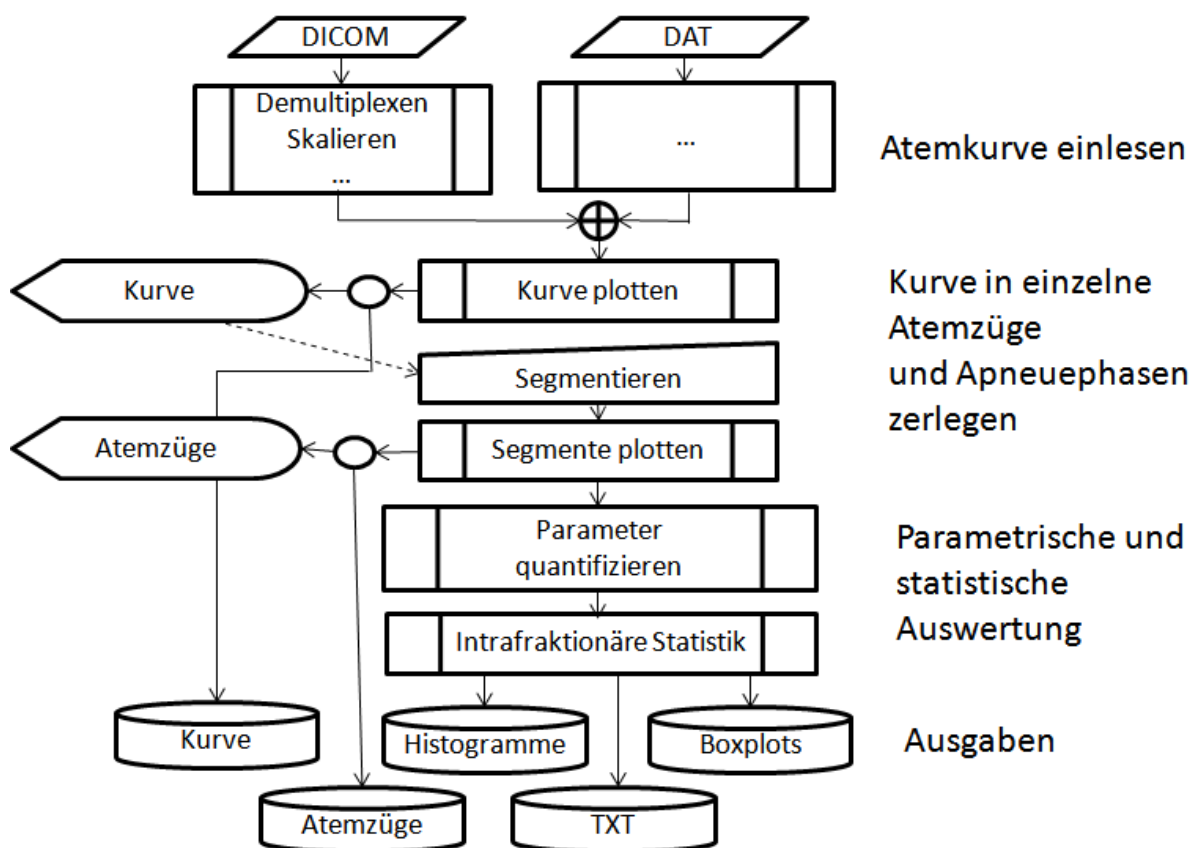 DICOM
DAT
Demultiplexen
Skalieren
...
...
Atemkurve einlesen
Kurve
Kurve plotten
Kurve in einzelne
Atemzüge
und Apneuephasen
zerlegen
Segmentieren
Atemzüge
Segmente plotten
Parameter
quantifizieren
Parametrische und
statistische
Auswertung
Intrafraktionäre Statistik
Kurve
Histogramme
Boxplots
Ausgaben
Atemzüge
TXT